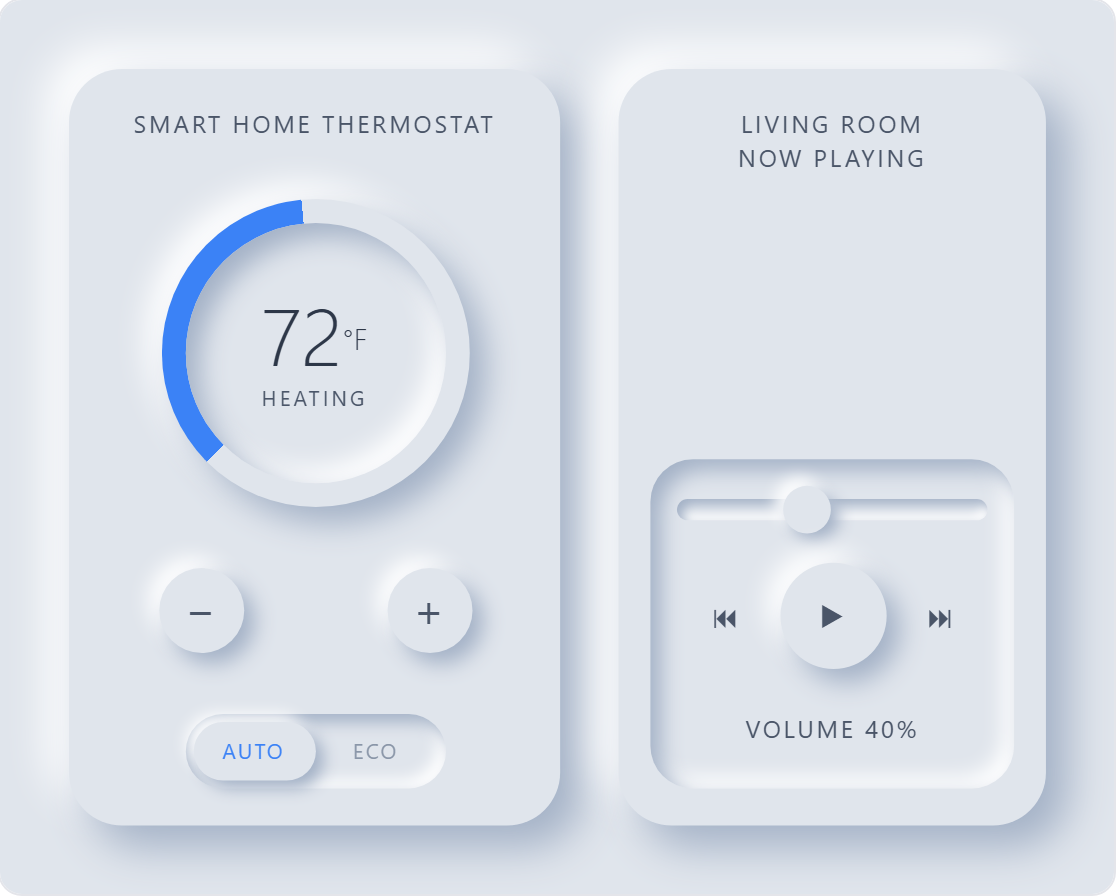 SMART HOME THERMOSTAT
72°F
HEATING
−
+
AUTO ECO
LIVING ROOM
NOW PLAYING
VOLUME 40%